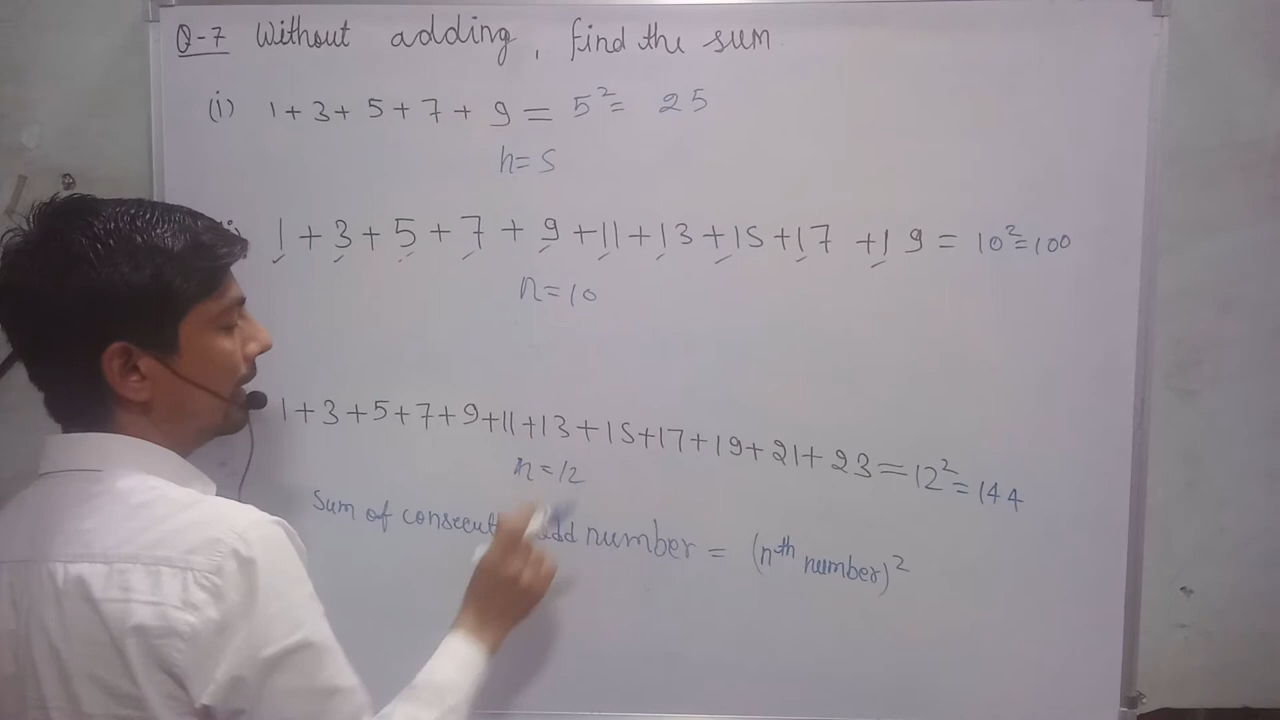 Q-7 Without adding, find the sum
(i) 1+3+5+7+9 = 5²= 25
n=5
1+3+5+7+9+11+13+15+17+19 = 10²=100
n=10
1+3+5+7+9+11+13+15+17+19+21+23=12²=144
n=12
Sum of number = (nth number)²